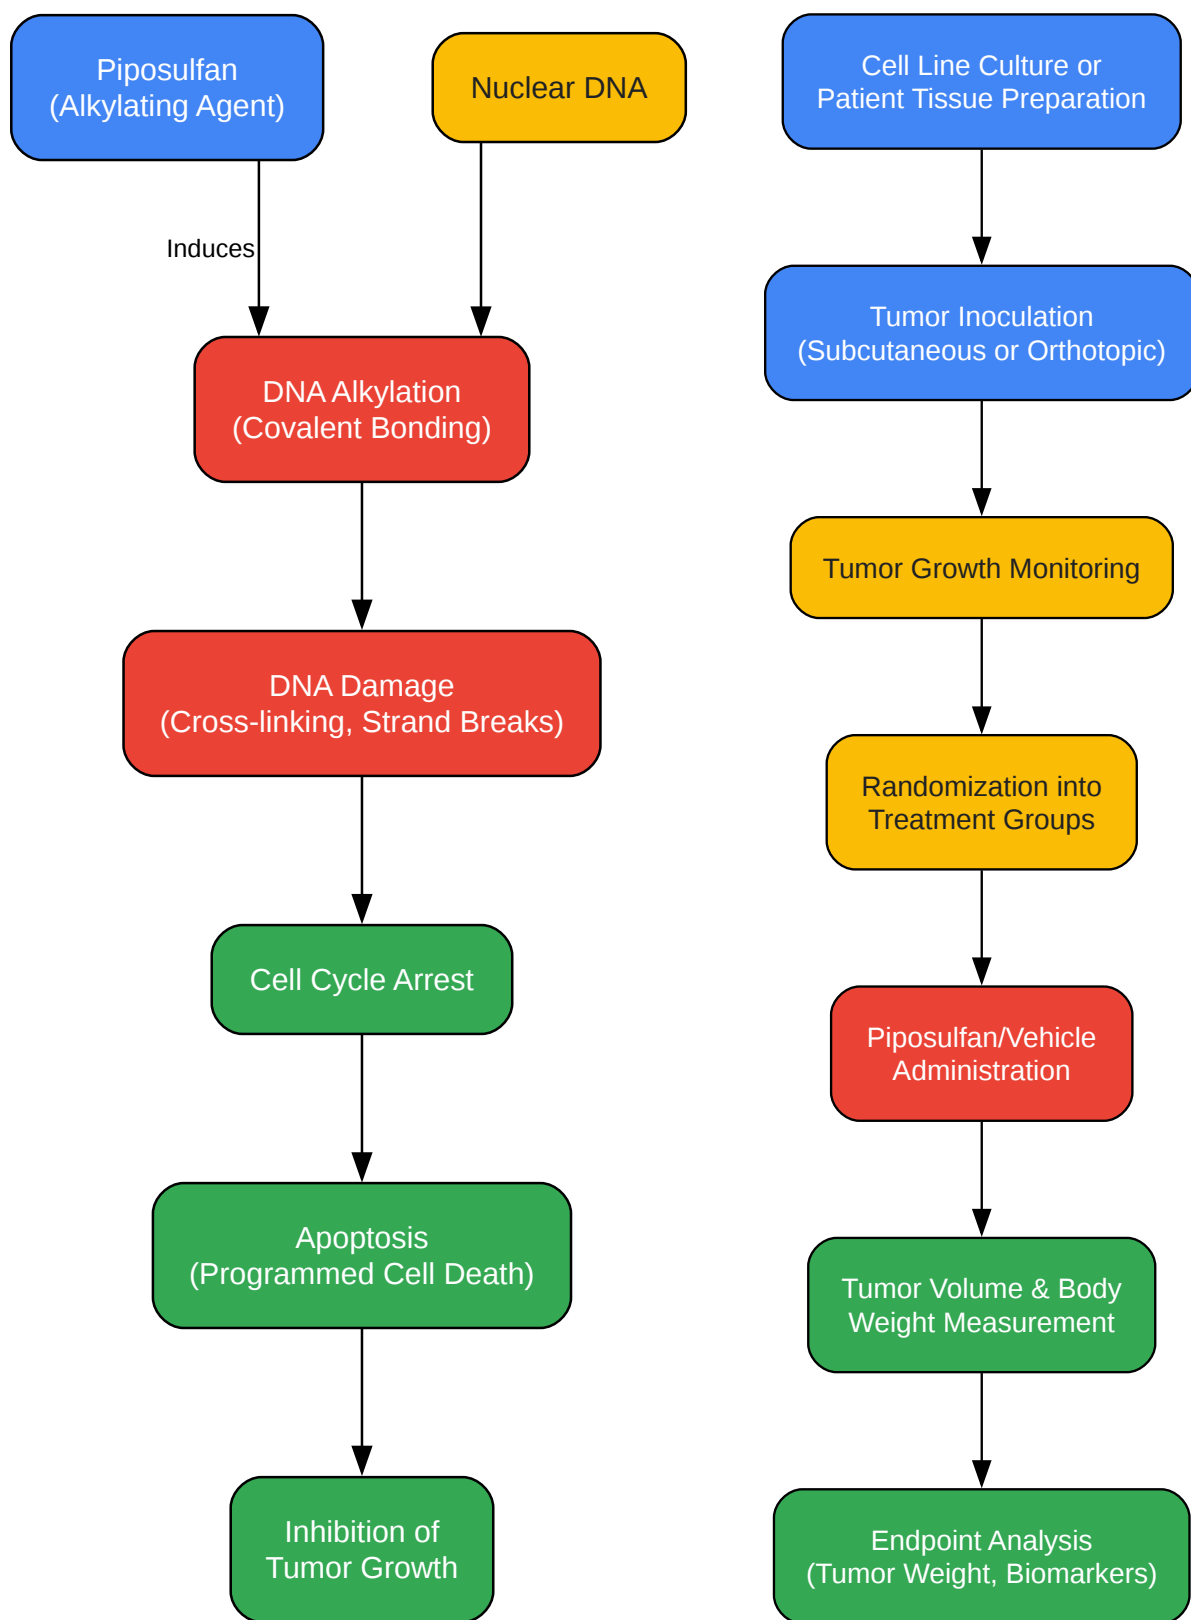 Piposulfan
(Alkylating Agent)
Nuclear DNA
Induces
DNA Alkylation
(Covalent Bonding)
DNA Damage
(Cross-linking, Strand Breaks)
Cell Cycle Arrest
Apoptosis
(Programmed Cell Death)
Inhibition of
Tumor Growth
Cell Line Culture or
Patient Tissue Preparation
Tumor Inoculation
(Subcutaneous or Orthotopic)
Tumor Growth Monitoring
Randomization into
Treatment Groups
Piposulfan/Vehicle
Administration
Tumor Volume & Body
Weight Measurement
Endpoint Analysis
(Tumor Weight, Biomarkers)